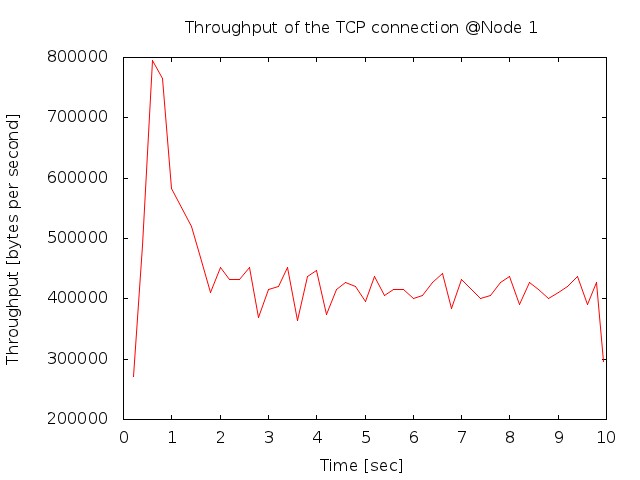 Throughput of the TCP connection @Node 1
800000
700000
600000
500000
400000
300000
200000
Throughput [bytes per second]
0 1 2 3 4 5 6 7 8 9 10
Time [sec]